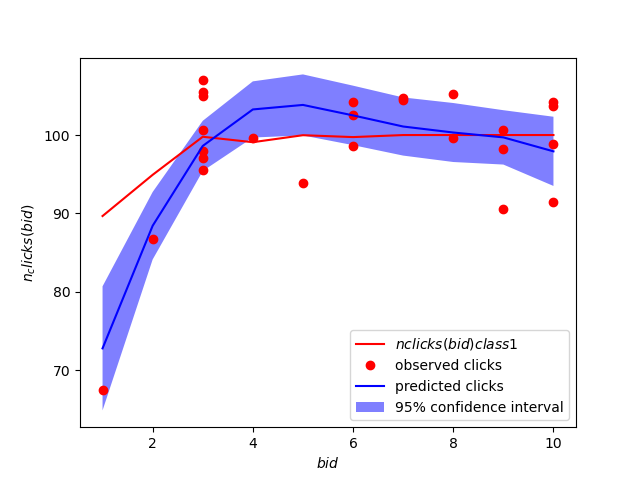 100
90
80
70
n_clicks(bid)
2
4
6
8
10
bid
nclicks(bid)class1
observed clicks
predicted clicks
95% confidence interval